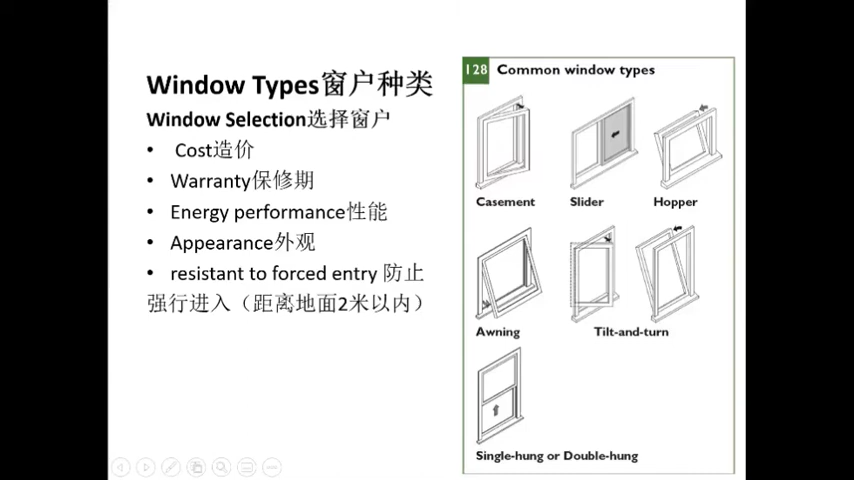 Window Types窗户种类
Window Selection选择窗户
• Cost造价
• Warranty保修期
• Energy performance性能
• Appearance外观
• resistant to forced entry 防止
强行进入（距离地面2米以内）
128 Common window types
Casement Slider Hopper
Awning Tilt-and-turn
Single-hung or Double-hung